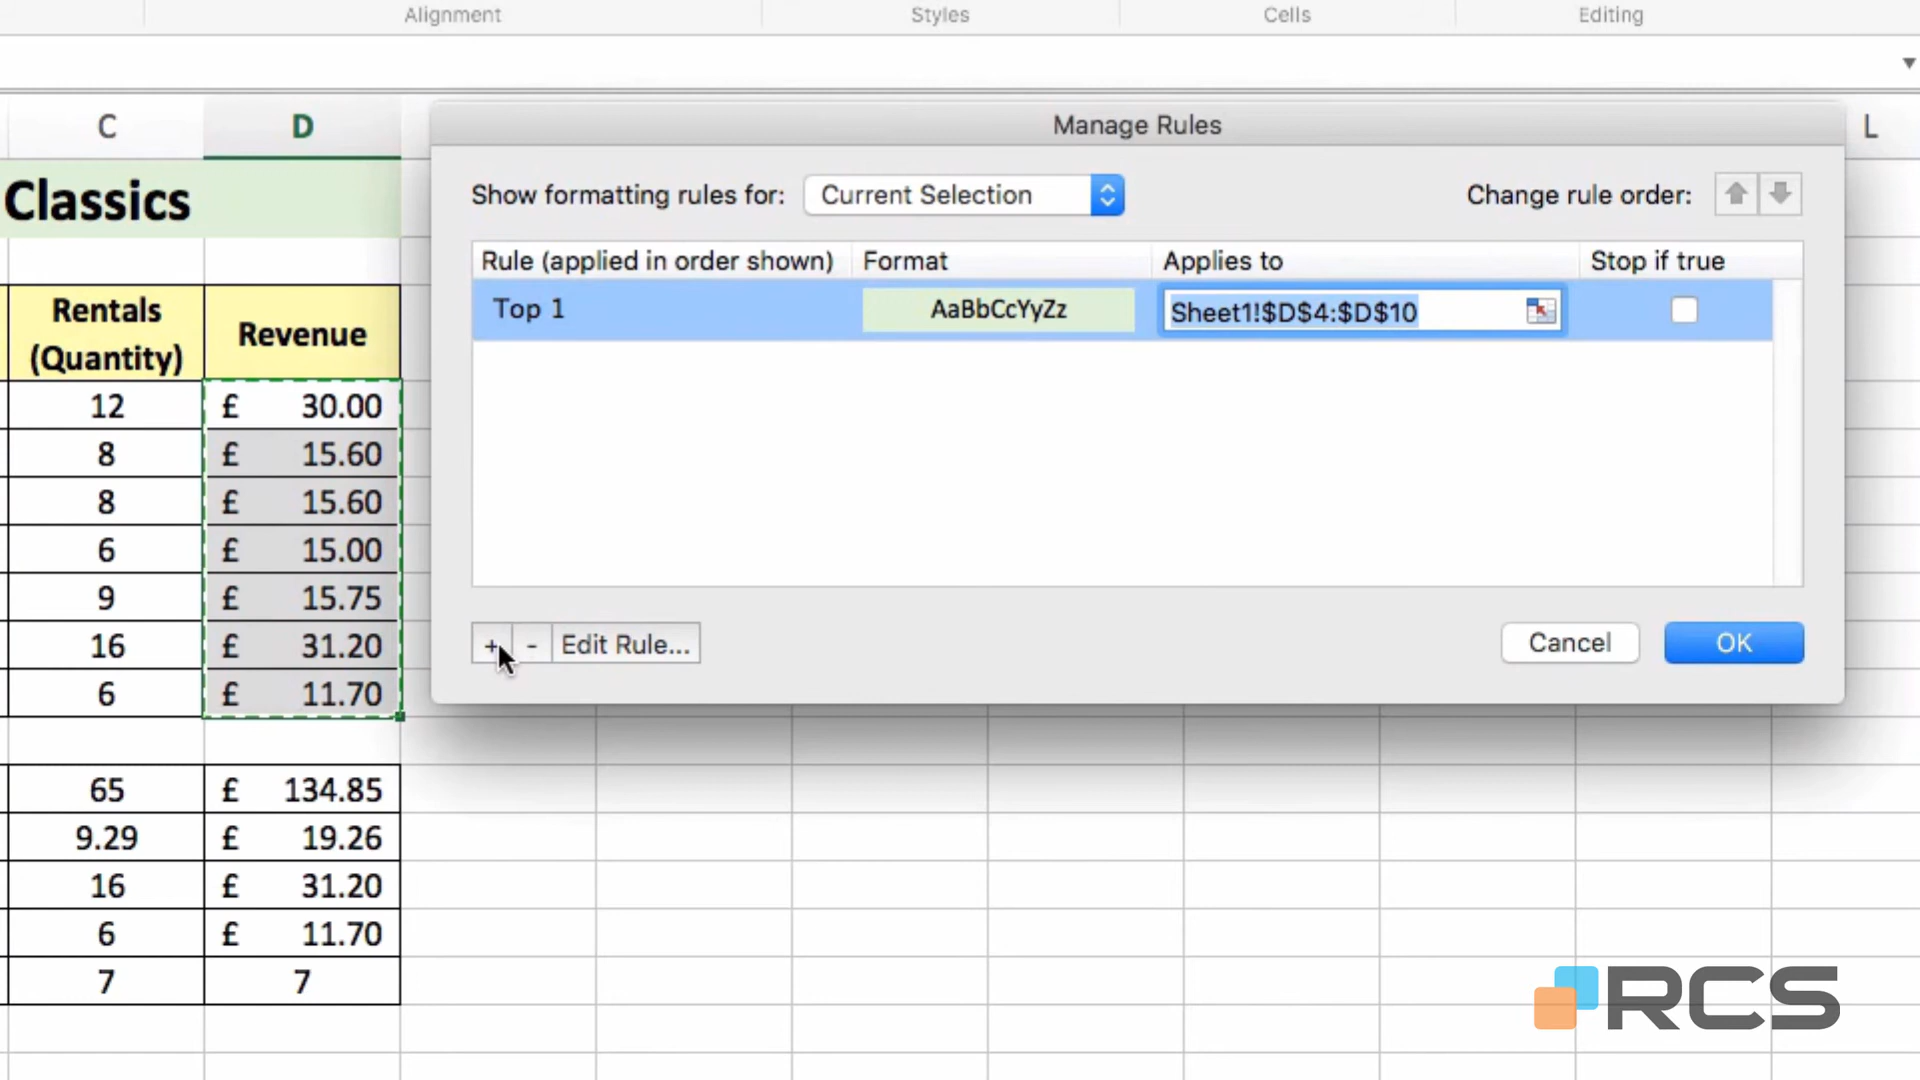 Alignment Styles Cells Editing
C D L
Manage Rules
Classics
Show formatting rules for: Current Selection Change rule order:
Rule (applied in order shown) Format Applies to Stop if true
Top 1 AaBbCcYyZz Sheet1!$D$4:$D$10
Rentals
(Quantity) Revenue
12 £ 30.00
8 £ 15.60
8 £ 15.60
6 £ 15.00
9 £ 15.75
16 £ 31.20
6 £ 11.70
+ - Edit Rule... Cancel OK
65 £ 134.85
9.29 £ 19.26
16 £ 31.20
6 £ 11.70
7 7
RCS